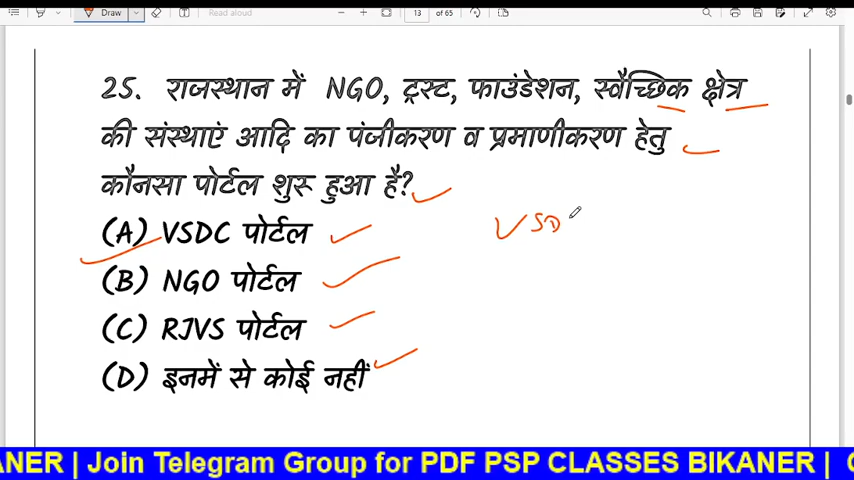 Draw
Read aloud
13 of 65
25. राजस्थान में NGO, ट्रस्ट, फाउंडेशन, स्वैच्छिक क्षेत्र
की संस्थाएं आदि का पंजीकरण व प्रमाणीकरण हेतु
कौनसा पोर्टल शुरू हुआ है?
(A) VSDC पोर्टल
VSD
(B) NGO पोर्टल
(C) RJVS पोर्टल
(D) इनमें से कोई नहीं
ANER | Join Telegram Group for PDF PSP CLASSES BIKANER |